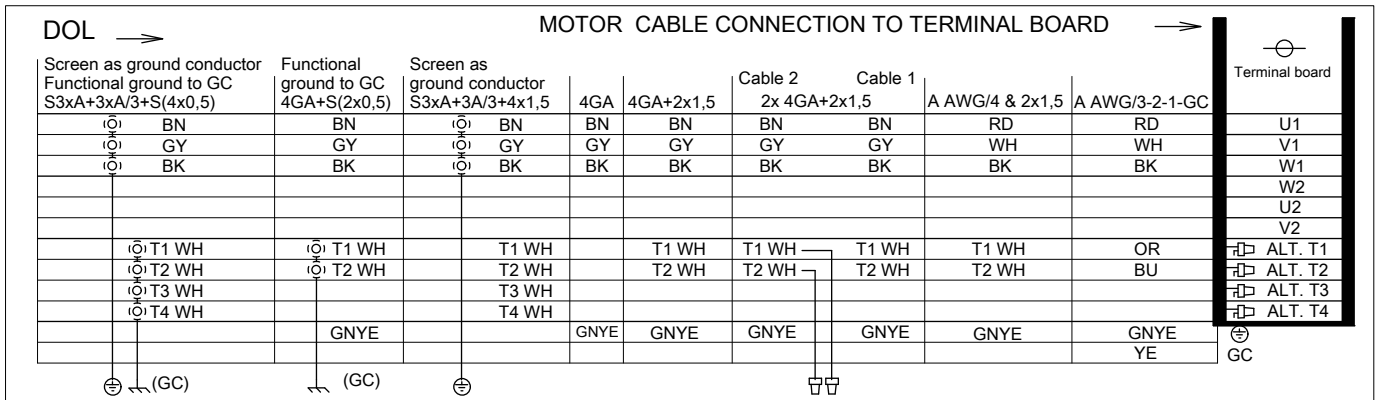 DOL
MOTOR CABLE CONNECTION TO TERMINAL BOARD
Screen as ground conductor
Functional ground to GC
S3xA+3xA/3+S(4x0,5)
Functional
ground to GC
4GA+S(2x0,5)
Screen as
ground conductor
S3xA+3A/3+4x1,5
4GA
4GA+2x1,5
Cable 2 Cable 1
2x 4GA+2x1,5
A AWG/4 & 2x1,5
A AWG/3-2-1-GC
Terminal board
BN BN BN BN BN BN BN RD RD U1
GY GY GY GY GY GY GY WH WH V1
BK BK BK BK BK BK BK BK BK W1
W2
U2
V2
T1 WH T1 WH T1 WH T1 WH T1 WH T1 WH T1 WH OR ALT. T1
T2 WH T2 WH T2 WH T2 WH T2 WH T2 WH T2 WH BU ALT. T2
T3 WH T3 WH ALT. T3
T4 WH T4 WH ALT. T4
GNYE GNYE GNYE GNYE GNYE GNYE GNYE
YE GC
(GC) (GC)